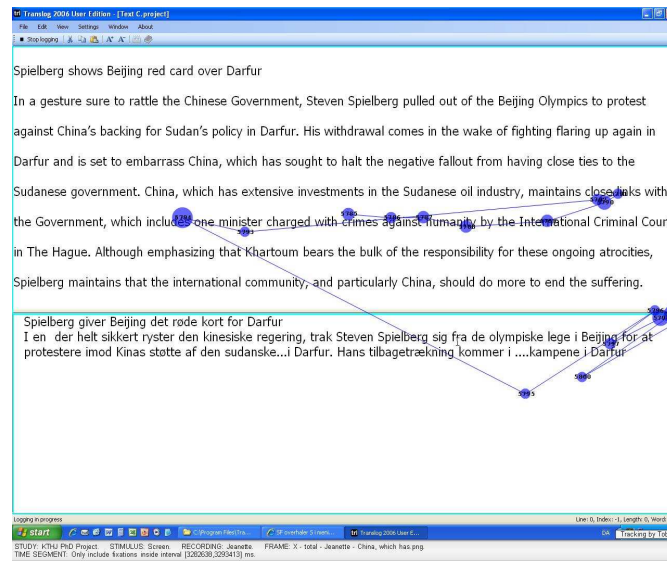 Translog 2006 User Edition - [Text C.project]
File Edit View Settings Window About
Stop logging
Spielberg shows Beijing red card over Darfur
In a gesture sure to rattle the Chinese Government, Steven Spielberg pulled out of the Beijing Olympics to protest
against China's backing for Sudan's policy in Darfur. His withdrawal comes in the wake of fighting flaring up again in
Darfur and is set to embarrass China, which has sought to halt the negative fallout from having close ties to the
Sudanese government. China, which has extensive investments in the Sudanese oil industry, maintains close links with
the Government, which includes one minister charged with crimes against humanity by the International Criminal Cour
in The Hague. Although emphasizing that Khartoum bears the bulk of the responsibility for these ongoing atrocities,
Spielberg maintains that the international community, and particularly China, should do more to end the suffering.
Spielberg giver Beijing det røde kort for Darfur
I en der helt sikkert ryster den kinesiske regering, trak Steven Spielberg sig fra de olympiske lege i Beijing for at
protestere imod Kinas støtte af den sudanske...i Darfur. Hans tilbagetrækning kommer i ....kampene i Darfur
Logging in progress
Line: 0, Index: -1, Length: 0, Word
start
C:\Program Files\Tra...
SF overhaler S i meni...
Translog 2006 User E...
DA
Tracking by Tob
STUDY: KTHJ PhD Project. STIMULUS: Screen. RECORDING: Jeanette. FRAME: X - total - Jeanette - China, which has.png.
TIME SEGMENT: Only include fixations inside interval [3282638,3293413] ms.